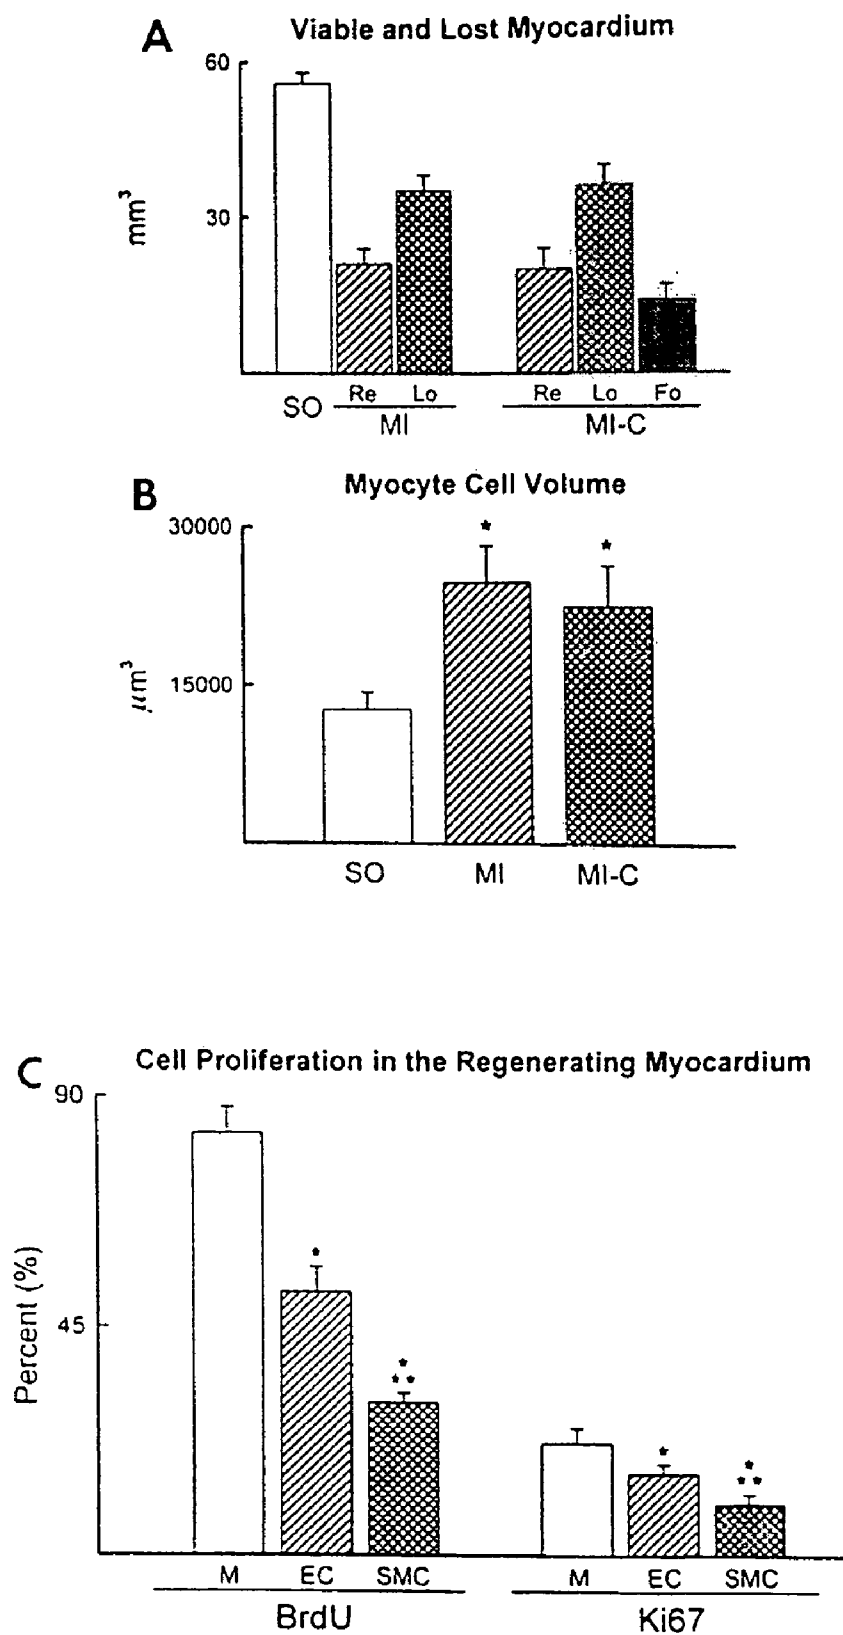 A
Viable and Lost Myocardium
60
30
mm³
SO Re Lo Re Lo Fo
MI MI-C
B
Myocyte Cell Volume
30000
15000
μm³
* *
SO MI MI-C
C
Cell Proliferation in the Regenerating Myocardium
90
45
Percent (%)
*
*
* *
*
*
* *
M EC SMC M EC SMC
BrdU Ki67